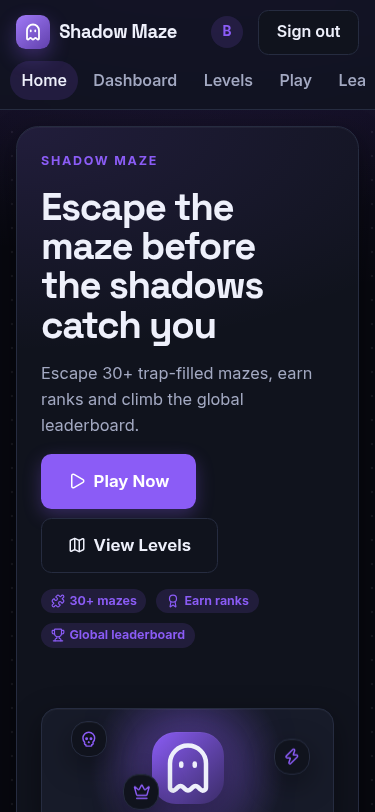 Shadow Maze
B
Sign out
Home Dashboard Levels Play Lea
SHADOW MAZE
Escape the
maze before
the shadows
catch you
Escape 30+ trap-filled mazes, earn
ranks and climb the global
leaderboard.
Play Now
View Levels
30+ mazes
Earn ranks
Global leaderboard